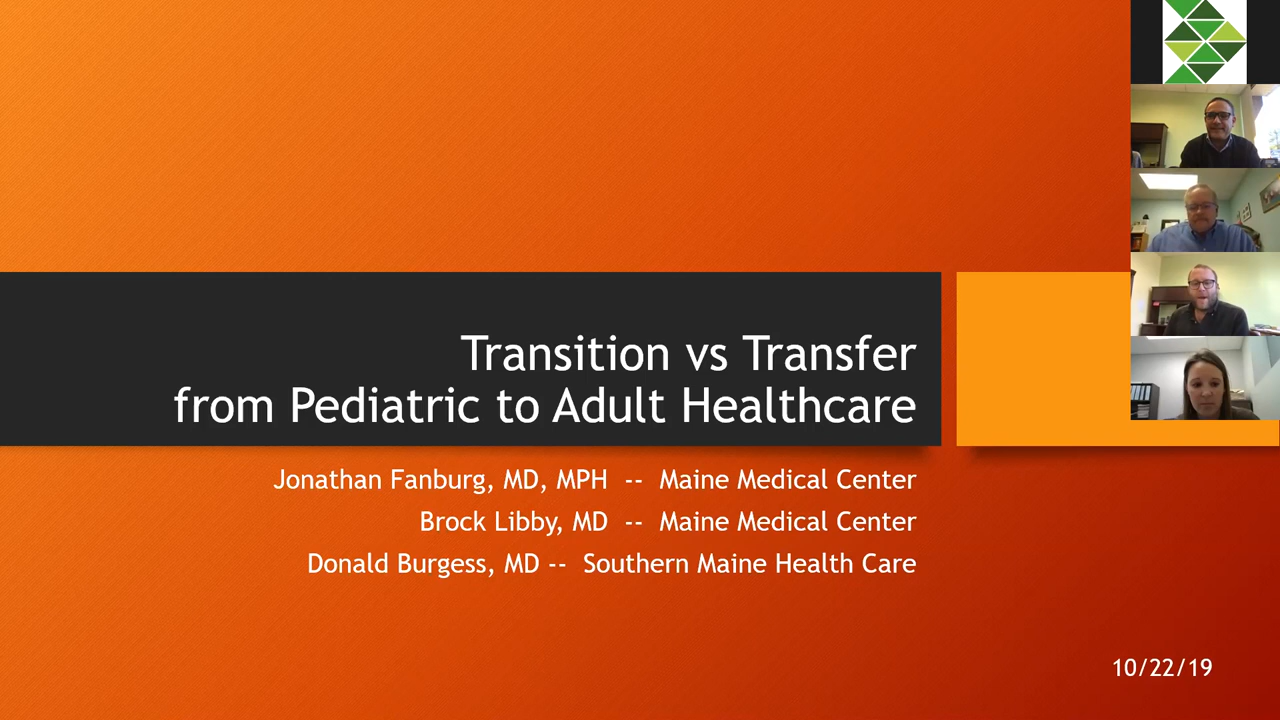 Transition vs Transfer
from Pediatric to Adult Healthcare
Jonathan Fanburg, MD, MPH -- Maine Medical Center
Brock Libby, MD -- Maine Medical Center
Donald Burgess, MD -- Southern Maine Health Care
10/22/19